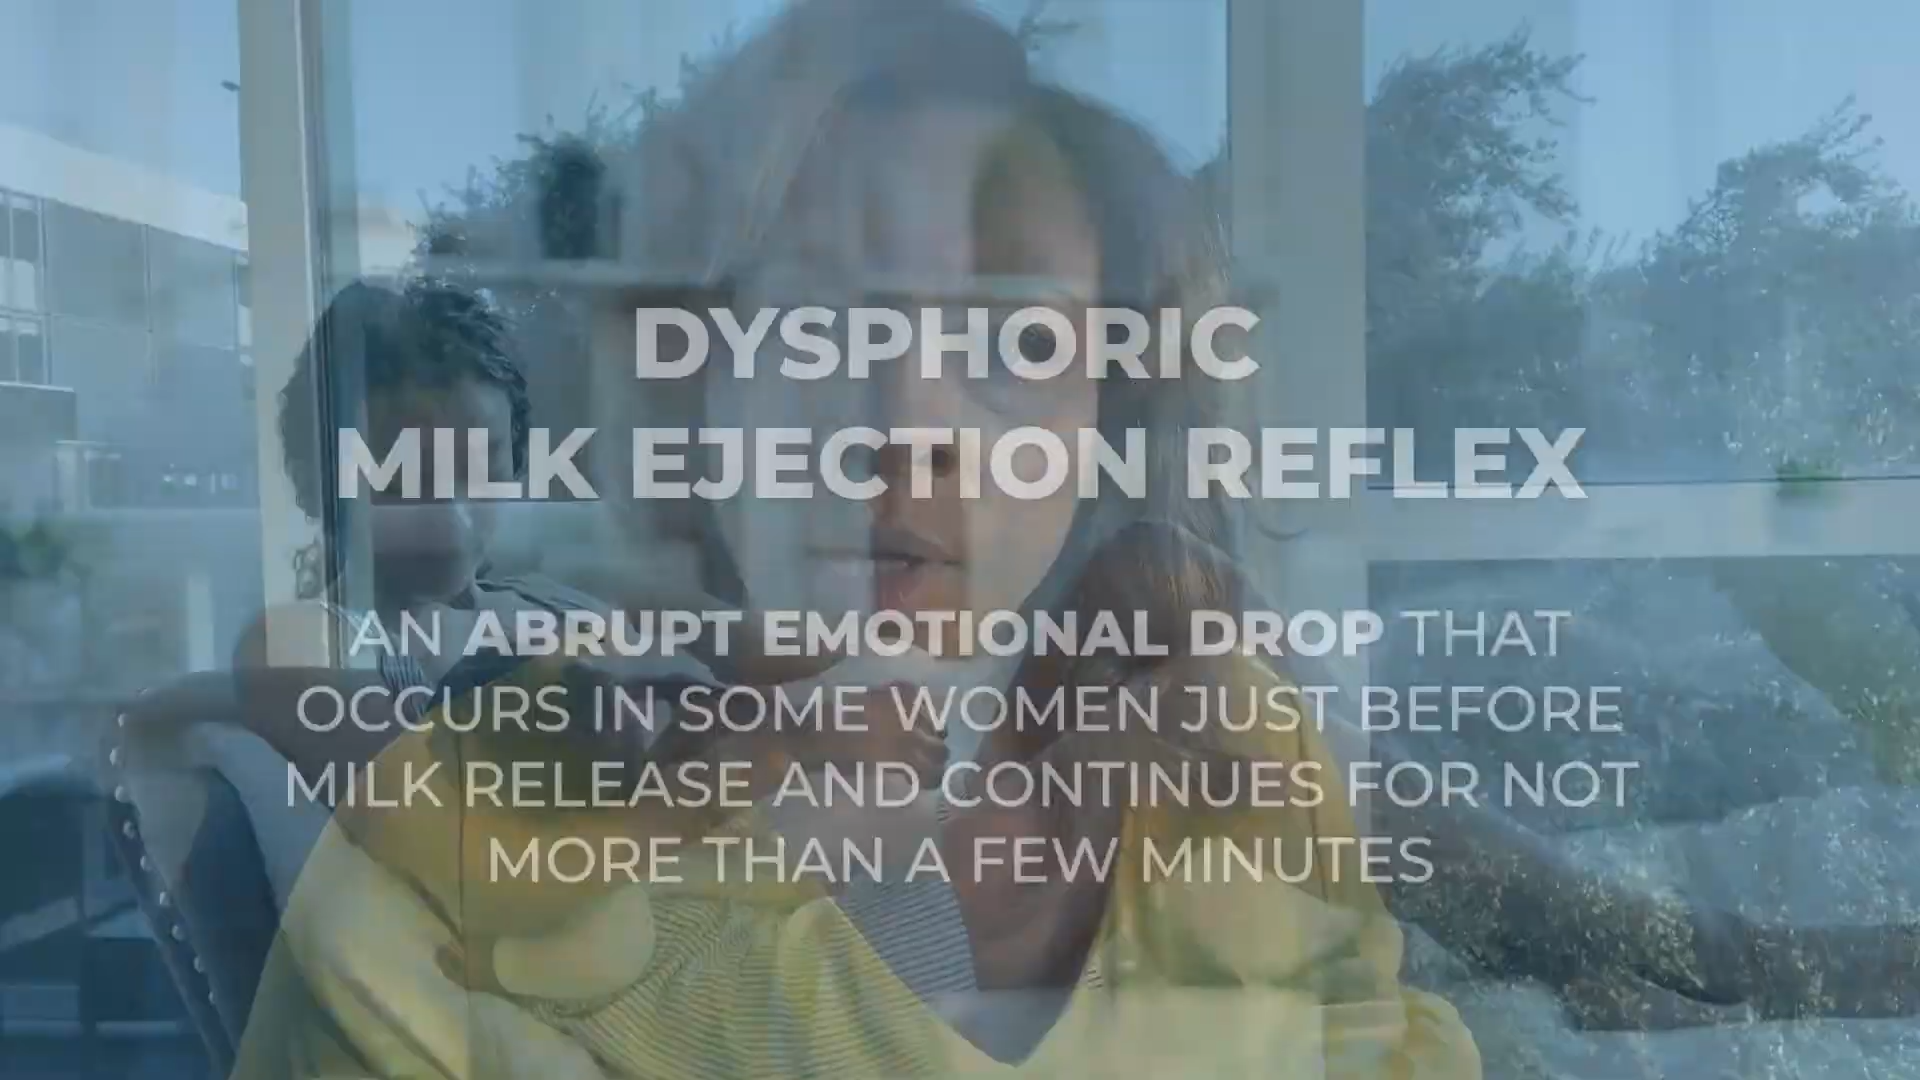 DYSPHORIC
MILK EJECTION REFLEX
AN ABRUPT EMOTIONAL DROP THAT
OCCURS IN SOME WOMEN JUST BEFORE
MILK RELEASE AND CONTINUES FOR NOT
MORE THAN A FEW MINUTES